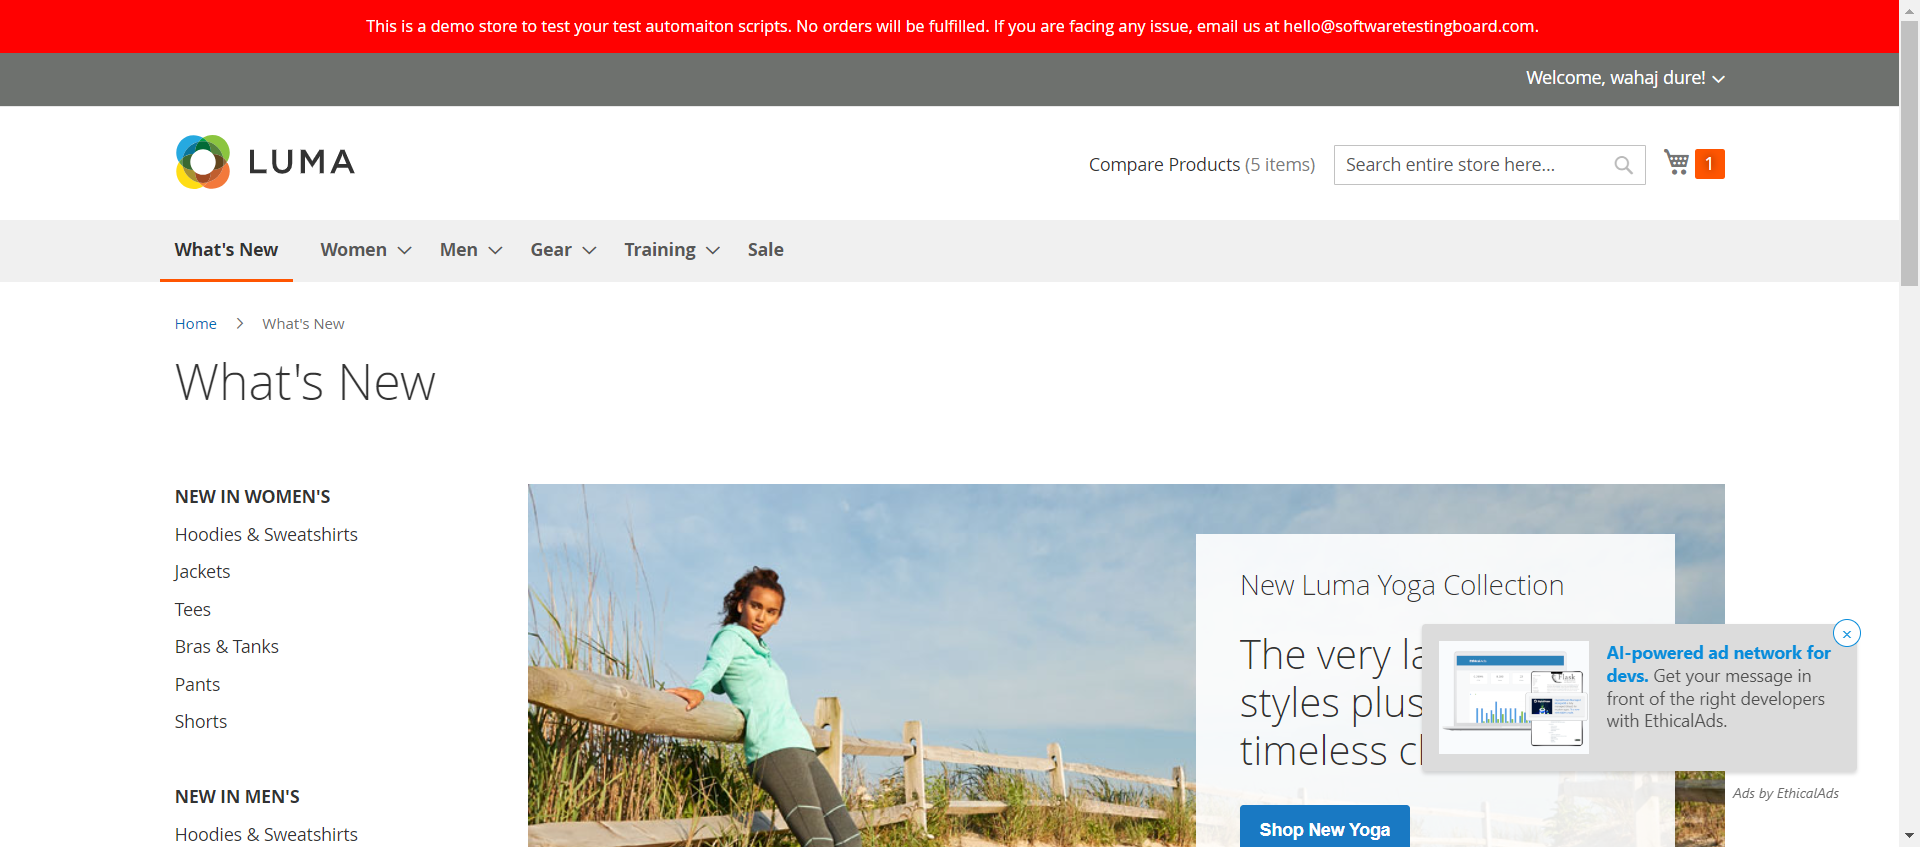 This is a demo store to test your test automaiton scripts. No orders will be fulfilled. If you are facing any issue, email us at hello@softwaretestingboard.com.
Welcome, wahaj dure!
LUMA
Compare Products (5 items)
Search entire store here...
1
What's New
Women
Men
Gear
Training
Sale
Home
What's New
What's New
NEW IN WOMEN'S
Hoodies & Sweatshirts
Jackets
Tees
Bras & Tanks
Pants
Shorts
NEW IN MEN'S
Hoodies & Sweatshirts
New Luma Yoga Collection
The very
styles plus
timeless
Shop New Yoga
AI-powered ad network for
devs. Get your message in
front of the right developers
with EthicalAds.
Ads by EthicalAds